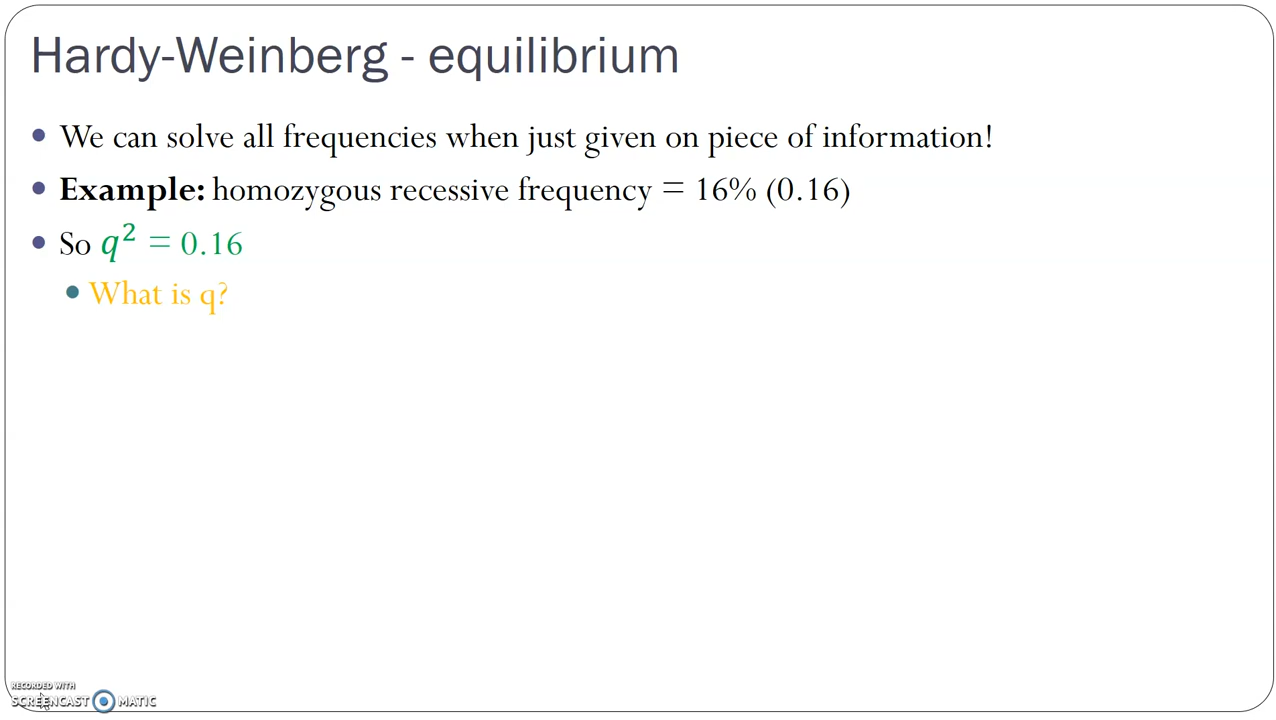 Hardy-Weinberg - equilibrium
• We can solve all frequencies when just given on piece of information!
• Example: homozygous recessive frequency = 16% (0.16)
• So q² = 0.16
• What is q?
RECORDED WITH
SCREENCAST MATIC